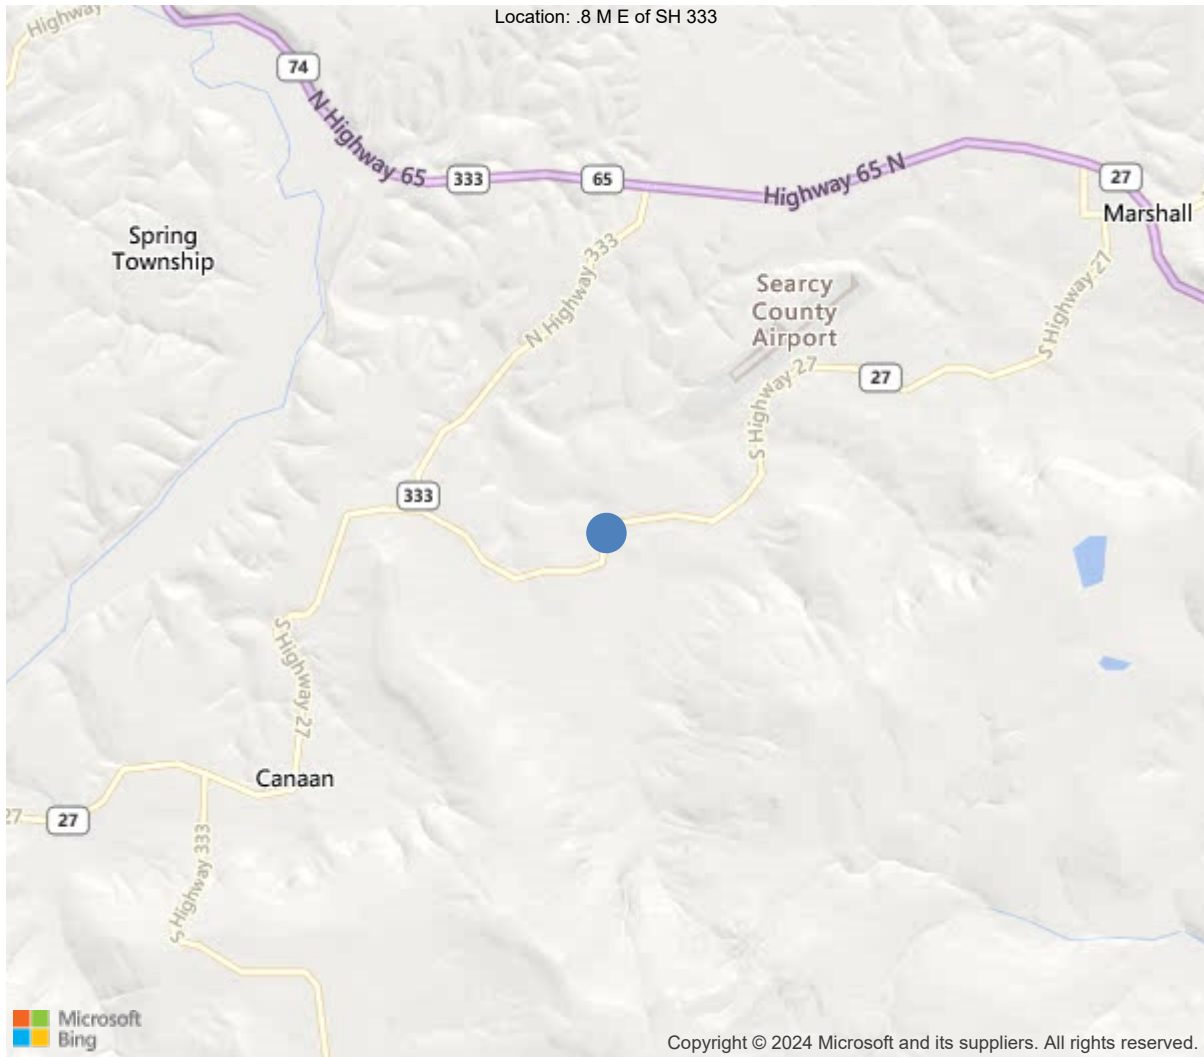 Location: .8 M E of SH 333
Highway
74
N Highway 65
333
65
Highway 65 N
27
Marshall
Spring
Township
N Highway 333
Searcy
County
Airport
S Highway 27
S Highway 27
27
333
S Highway 27
Canaan
27
27
S Highway 333
Microsoft
Bing
Copyright © 2024 Microsoft and its suppliers. All rights reserved.